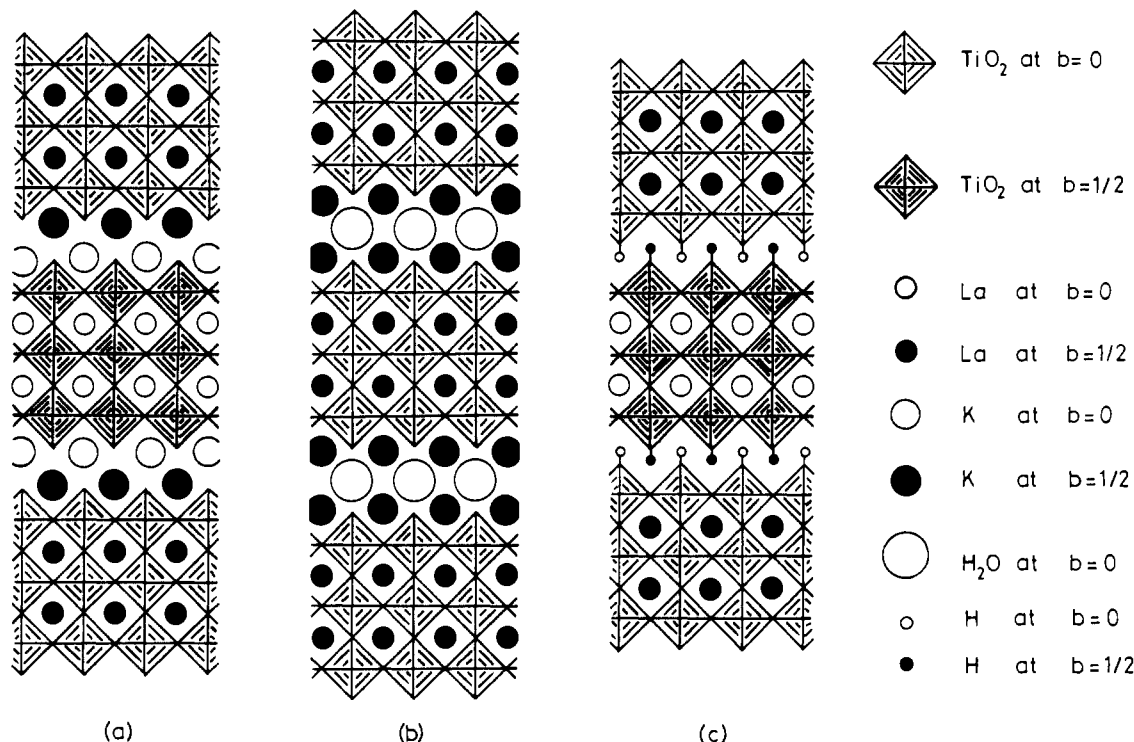 TiO₂ at b=0
TiO₂ at b=1/2
La at b=0
La at b=1/2
K at b=0
K at b=1/2
H₂O at b=0
H at b=0
H at b=1/2
(a) (b) (c)